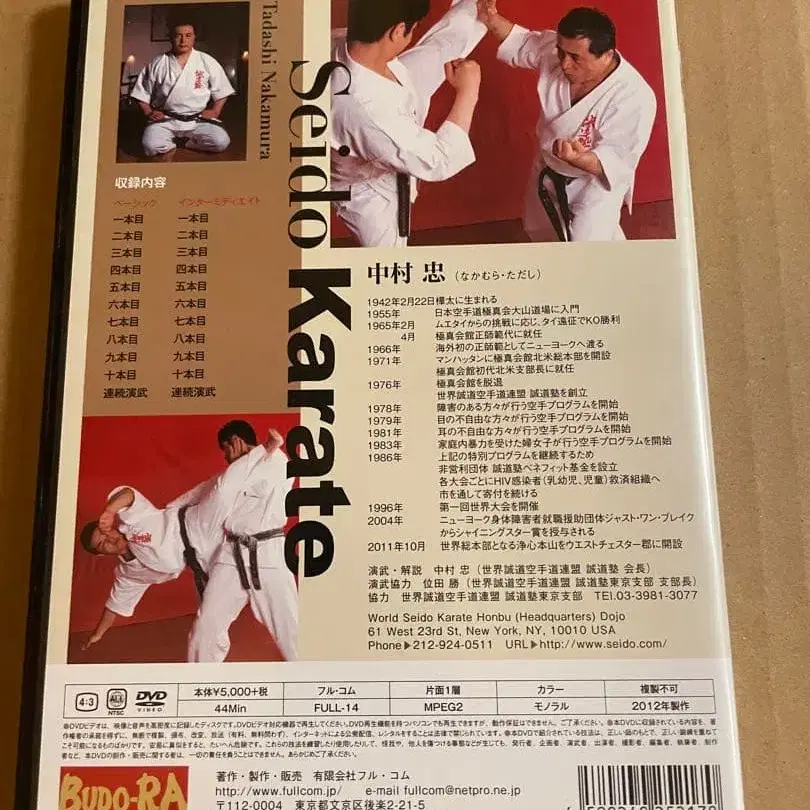 Tadashi Nakamura
Seido Karate
収録内容
ベーシック インターミディエイト
一本目 一本目
二本目 二本目
三本目 三本目
四本目 四本目
五本目 五本目
六本目 六本目
七本目 七本目
八本目 八本目
九本目 九本目
十本目 十本目
連続演武 連続演武
中村 忠(なかむら・ただし)
1942年2月22日樺太に生まれる
1955年 日本空手道極真会大山道場に入門
1965年2月 ムエタイからの挑戦に応じ、タイ遠征でKO勝利
4月 極真会館正師範代に就任
1966年 海外初の正師範としてニューヨークへ渡る
1971年 マンハッタンに極真会館北米総本部を開設
極真会館初代北米支部長に就任
1976年 極真会館を脱退
世界誠道空手道連盟 誠道塾を創立
1978年 障害のある方々が行う空手プログラムを開始
1979年 目の不自由な方々が行う空手プログラムを開始
1981年 耳の不自由な方々が行う空手プログラムを開始
1983年 家庭内暴力を受けた婦女子が行う空手プログラムを開始
1986年 上記の特別プログラムを継続するため
非営利団体 誠道塾ベネフィット基金を設立
各大会ごとにHIV感染者(乳幼児、児童)救済組織へ
市を通して寄付を続ける
1996年 第一回世界大会を開催
2004年 ニューヨーク身体障害者就職援助団体ジャスト・ワン・ブレイク
からシャイニングスター賞を授与される
2011年10月 世界総本部となる浄心本山をウエストチェスター郡に開設
演武・解説 中村 忠(世界誠道空手道連盟 誠道塾 会長)
演武協力 位田 勝(世界誠道空手道連盟 誠道塾東京支部 支部長)
協力 世界誠道空手道連盟 誠道塾東京支部 TEl.03-3981-3077
World Seido Karate Honbu (Headquarters) Dojo
61 West 23rd St, New York, NY, 10010 USA
Phone▶212-924-0511 URL▶http://www.seido.com/
4:3 ALL NTSC DVD VIDEO
本体¥5,000+税 フル・コム 片面1層 カラー 複製不可
44Min FULL-14 MPEG2 モノラル 2012年製作
BUDO-RA
著作・製作・販売 有限会社フル・コム
http://www.fullcom.jp/ e-mail fullcom@netpro.ne.jp
〒112-0004 東京都文京区後楽2-21-5